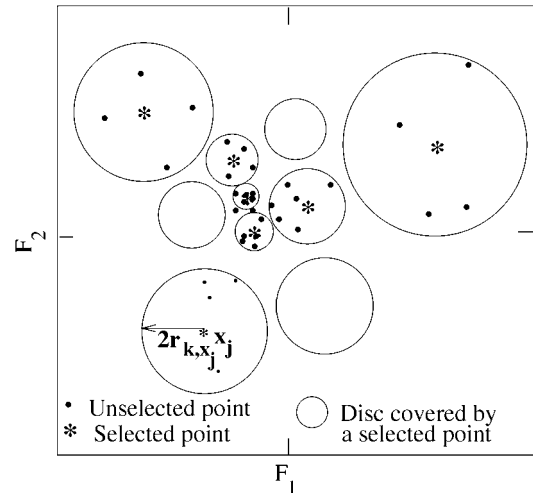 F2
2r k,xj * xj
• Unselected point
* Selected point
Disc covered by
a selected point
F1